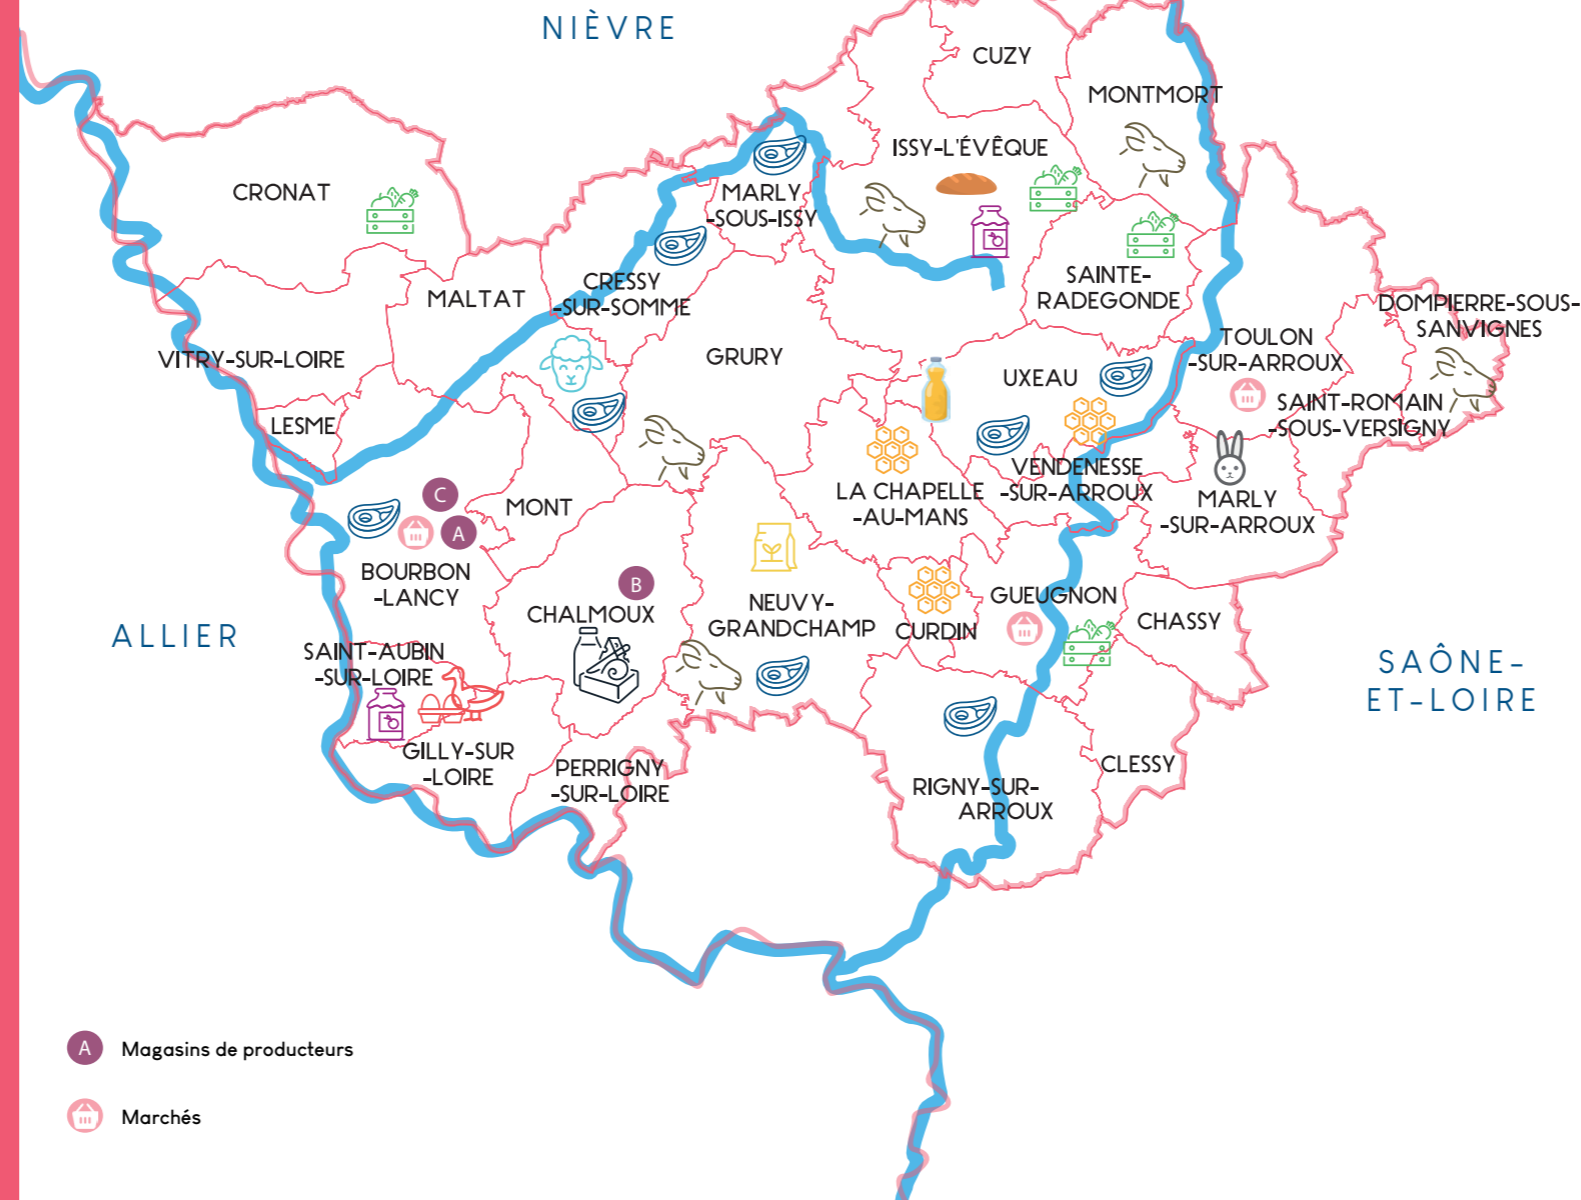 NIÈVRE
CUZY
MONTMORT
ISSY-L'ÉVÊQUE
CRONAT
MARLY
-SOUS-ISSY
SAINTE-
RADEGONDE
CRESSY
-SUR-SOMME
MALTAT
DOMPIERRE-SOUS-
SANVIGNES
TOULON
-SUR-ARROUX
VITRY-SUR-LOIRE
GRURY
UXEAU
SAINT-ROMAIN
-SOUS-VERSIGNY
LESME
VENDENESSE
-SUR-ARROUX
LA CHAPELLE
-AU-MANS
MARLY
-SUR-ARROUX
C
MONT
A
BOURBON
-LANCY
B
CHALMOUX
NEUVY-
GRANDCHAMP
CURDIN
GUEUGNON
CHASSY
ALLIER
SAINT-AUBIN
-SUR-LOIRE
SAÔNE-
ET-LOIRE
GILLY-SUR
-LOIRE
PERRIGNY
-SUR-LOIRE
RIGNY-SUR-
ARROUX
CLESSY
A Magasins de producteurs
Marchés